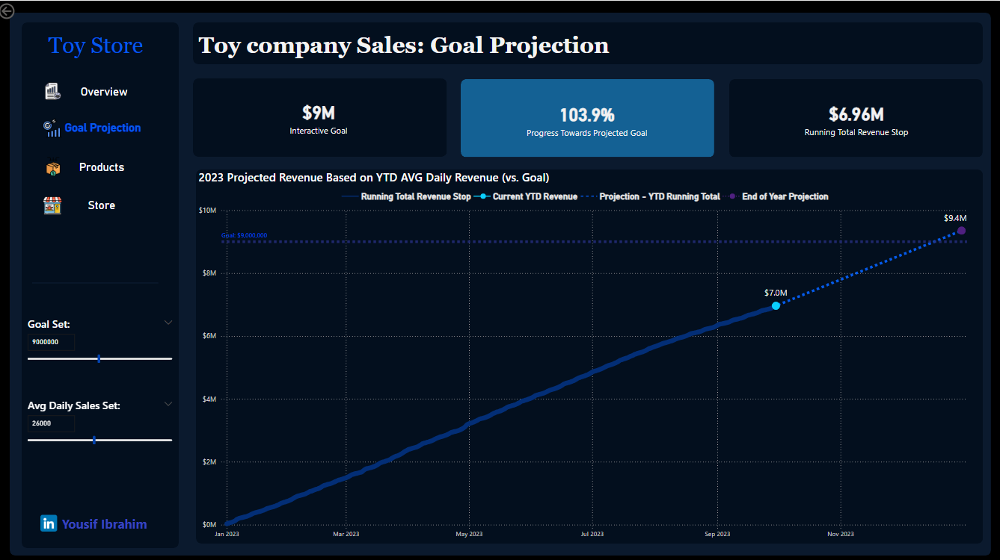 Toy Store
Overview
Goal Projection
Products
Store
Goal Set:
9000000
Avg Daily Sales Set:
26000
in Yousif Ibrahim
Toy company Sales: Goal Projection
$9M
Interactive Goal
103.9%
Progress Towards Projected Goal
$6.96M
Running Total Revenue Stop
2023 Projected Revenue Based on YTD AVG Daily Revenue (vs. Goal)
Running Total Revenue Stop Current YTD Revenue Projection - YTD Running Total End of Year Projection
$10M
$9.4M
Goal: $9,000,000
$8M
$7.0M
$6M
$4M
$2M
$0M
Jan 2023 Mar 2023 May 2023 Jul 2023 Sep 2023 Nov 2023